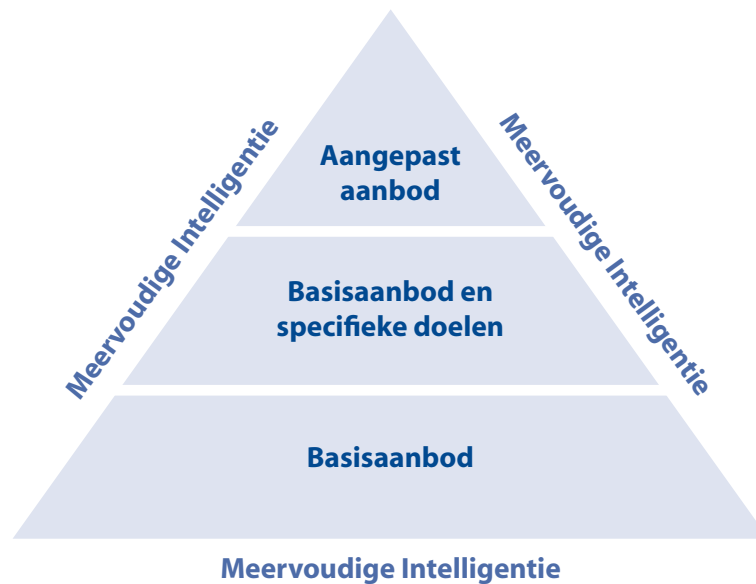 Meervoudige Intelligentie
Meervoudige Intelligentie
Aangepast
aanbod
Basisaanbod en
specifieke doelen
Basisaanbod
Meervoudige Intelligentie